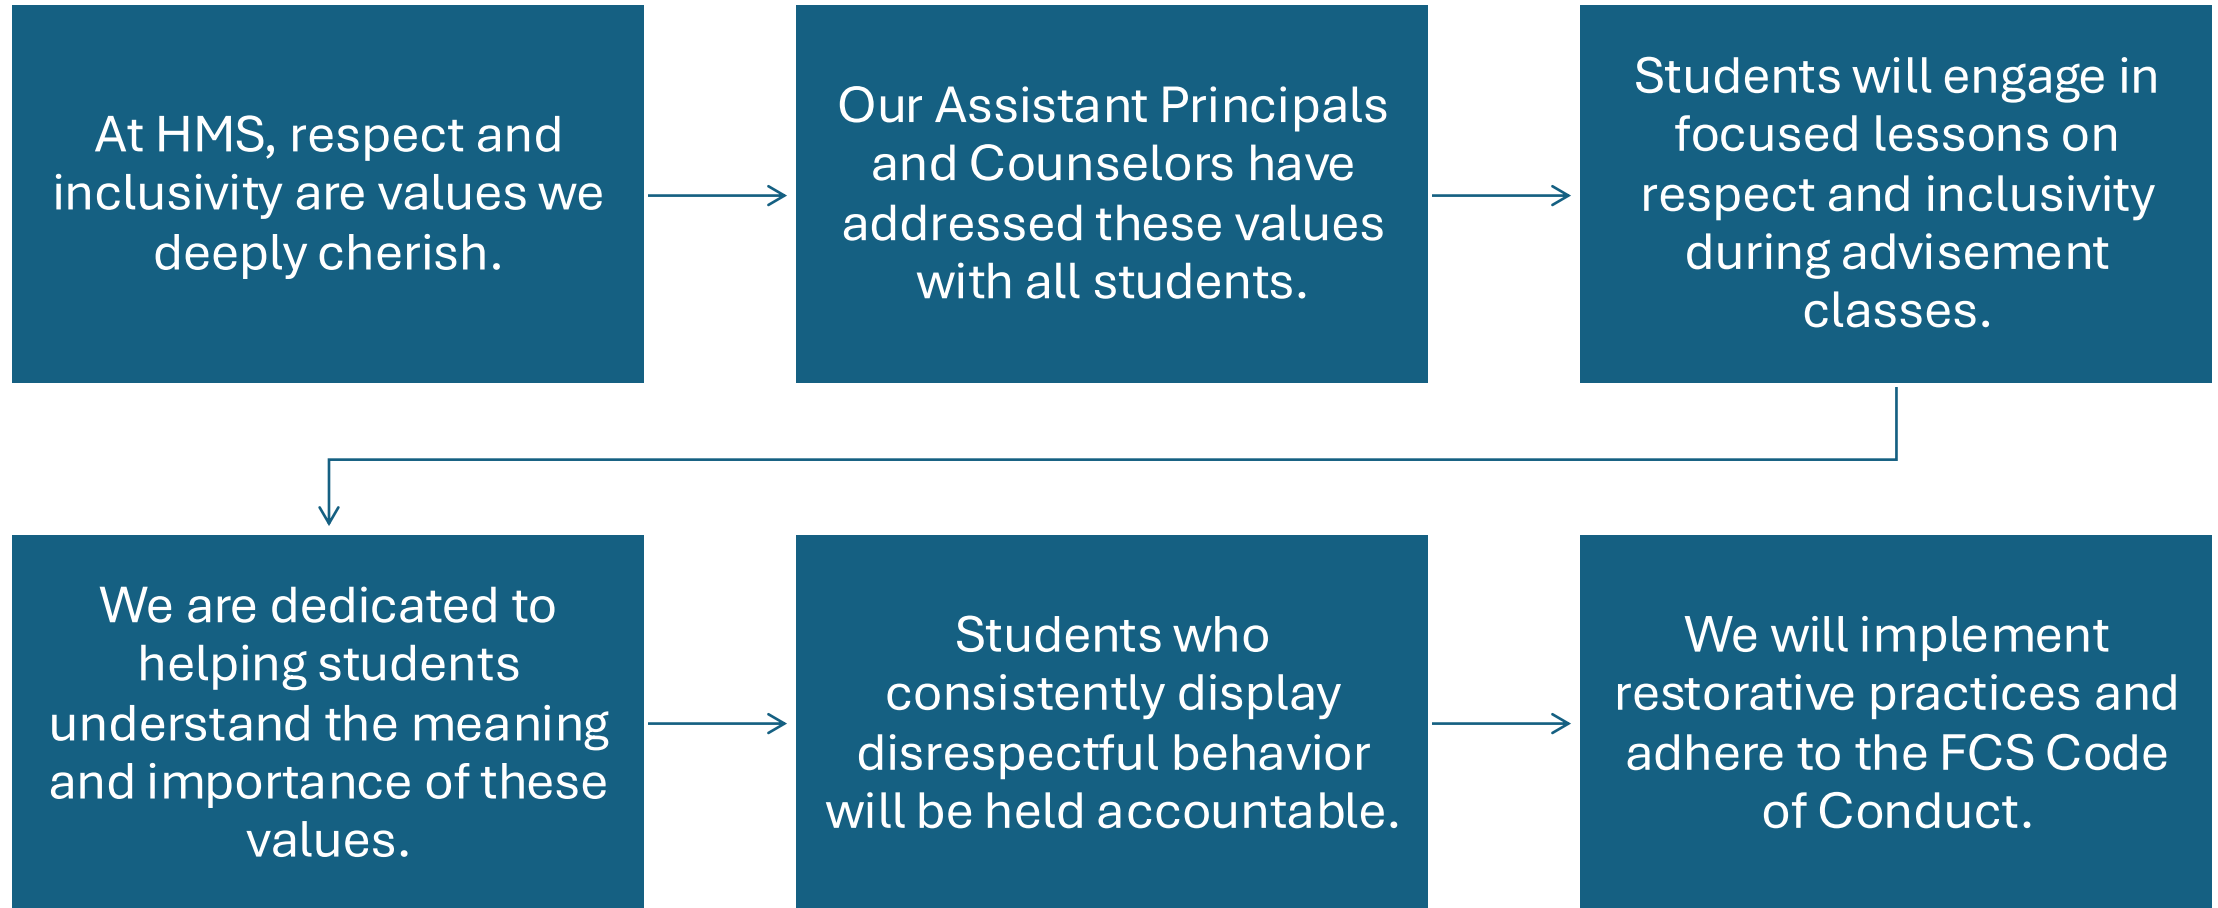 At HMS, respect and
inclusivity are values we
deeply cherish.
Our Assistant Principals
and Counselors have
addressed these values
with all students.
Students will engage in
focused lessons on
respect and inclusivity
during advisement
classes.
We are dedicated to
helping students
understand the meaning
and importance of these
values.
Students who
consistently display
disrespectful behavior
will be held accountable.
We will implement
restorative practices and
adhere to the FCS Code
of Conduct.